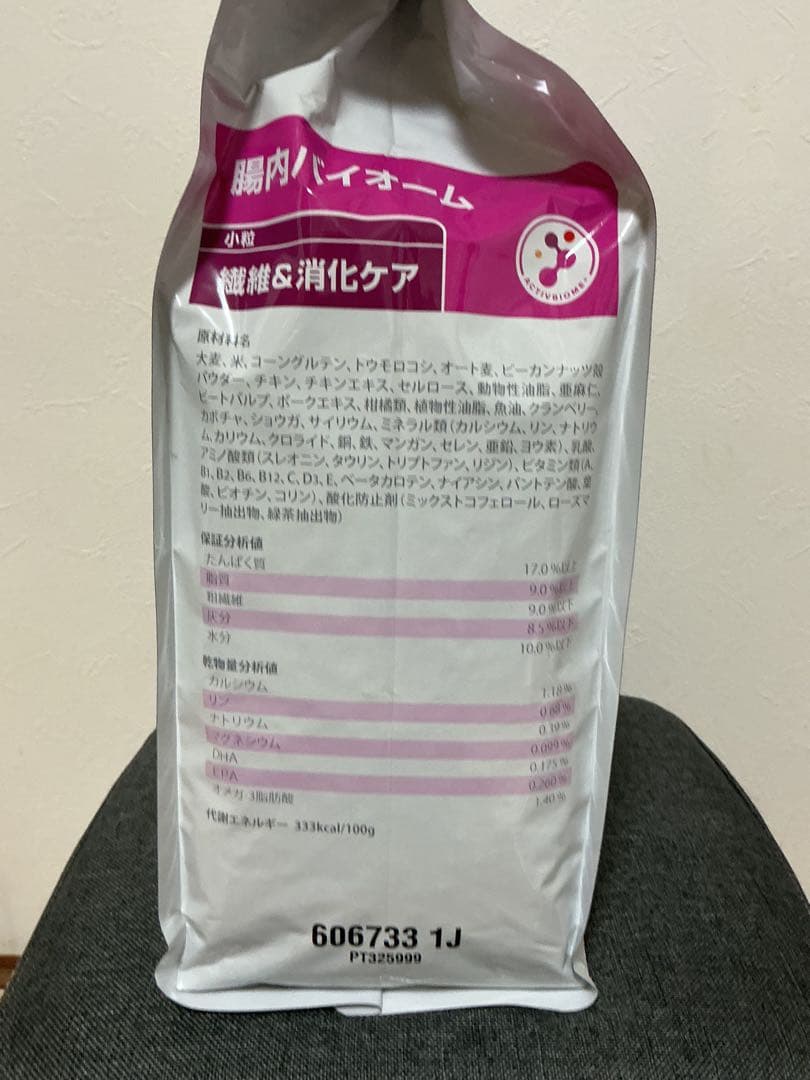 腸内バイオーム
小粒
繊維&消化ケア
ACTIVBIOME+
原材料名
大麦、米、コーングルテン、トウモロコシ、オート麦、ピーカンナッツ殻
パウダー、チキン、チキンエキス、セルロース、動物性油脂、亜麻仁、
ビートパルプ、ポークエキス、柑橘類、植物性油脂、魚油、クランベリー、
カボチャ、ショウガ、サイリウム、ミネラル類(カルシウム、リン、ナトリウ
ム、カリウム、クロライド、銅、鉄、マンガン、セレン、亜鉛、ヨウ素)、乳酸、
アミノ酸類(スレオニン、タウリン、トリプトファン、リジン)、ビタミン類(A、
B1、B2、B6、B12、C、D3、E、ベータカロテン、ナイアシン、パントテン酸、葉
酸、ビオチン、コリン)、酸化防止剤(ミックストコフェロール、ローズマ
リー抽出物、緑茶抽出物)
保証分析値
たんぱく質 17.0%以上
脂質 9.0%以上
粗繊維 9.0%以下
灰分 8.5%以下
水分 10.0%以下
乾物量分析値
カルシウム 1.18%
リン 0.68%
ナトリウム 0.39%
マグネシウム 0.099%
DHA 0.175%
EPA 0.260%
オメガ-3脂肪酸 1.40%
代謝エネルギー 333kcal/100g
606733 1J
PT325999